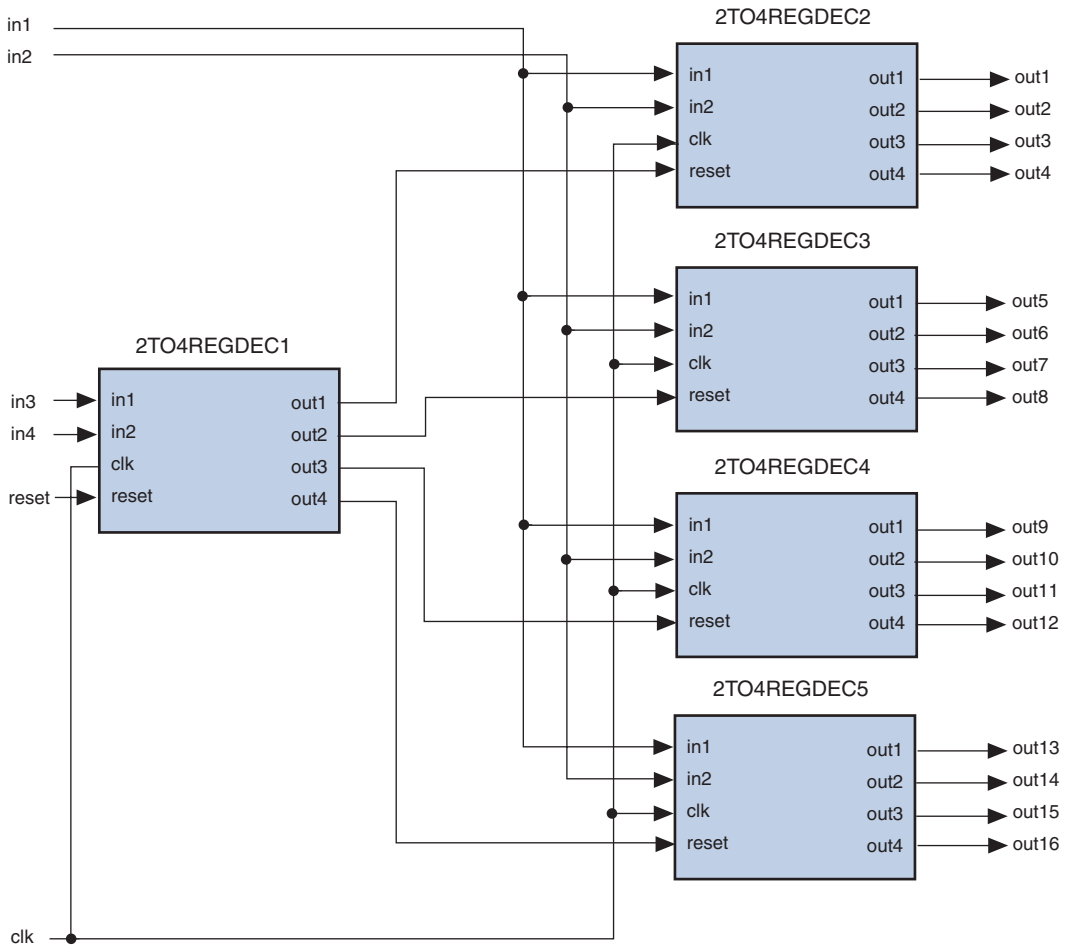 in1
in2
2TO4REGDEC2
in1
in2
clk
reset
out1
out2
out3
out4
out1
out2
out3
out4
2TO4REGDEC3
in1
in2
clk
reset
out1
out2
out3
out4
out5
out6
out7
out8
2TO4REGDEC1
in3
in4
reset
in1
in2
clk
reset
out1
out2
out3
out4
2TO4REGDEC4
in1
in2
clk
reset
out1
out2
out3
out4
out9
out10
out11
out12
2TO4REGDEC5
in1
in2
clk
reset
out1
out2
out3
out4
out13
out14
out15
out16
clk